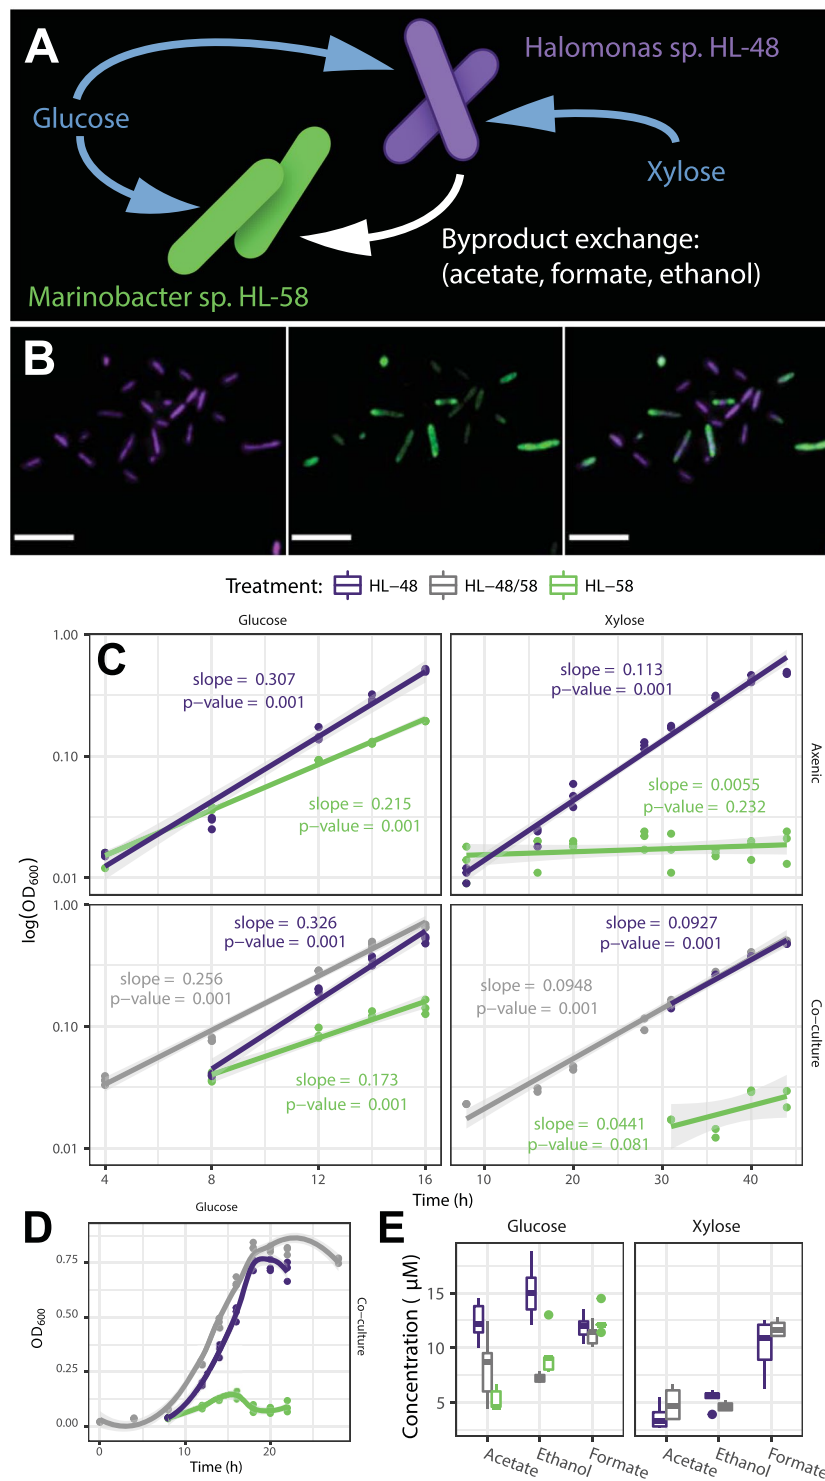 A
Halomonas sp. HL-48
Glucose
Xylose
Byproduct exchange:
(acetate, formate, ethanol)
Marinobacter sp. HL-58
B
Treatment: HL−48 HL−48/58 HL−58
Glucose Xylose
C
1.00
0.10
0.01
slope = 0.307
p−value = 0.001
slope = 0.215
p−value = 0.001
slope = 0.113
p−value = 0.001
slope = 0.0055
p−value = 0.232
Axenic
log(OD600)
1.00
0.10
0.01
slope = 0.326
p−value = 0.001
slope = 0.256
p−value = 0.001
slope = 0.173
p−value = 0.001
slope = 0.0927
p−value = 0.001
slope = 0.0948
p−value = 0.001
slope = 0.0441
p−value = 0.081
Co−culture
4 8 12 16 10 20 30 40
Time (h)
D
Glucose
OD600
0.75
0.50
0.25
0.00
0 10 20
Time (h)
Co−culture
E
Glucose Xylose
Concentration ( μM)
15
10
5
Acetate Ethanol Formate Acetate Ethanol Formate